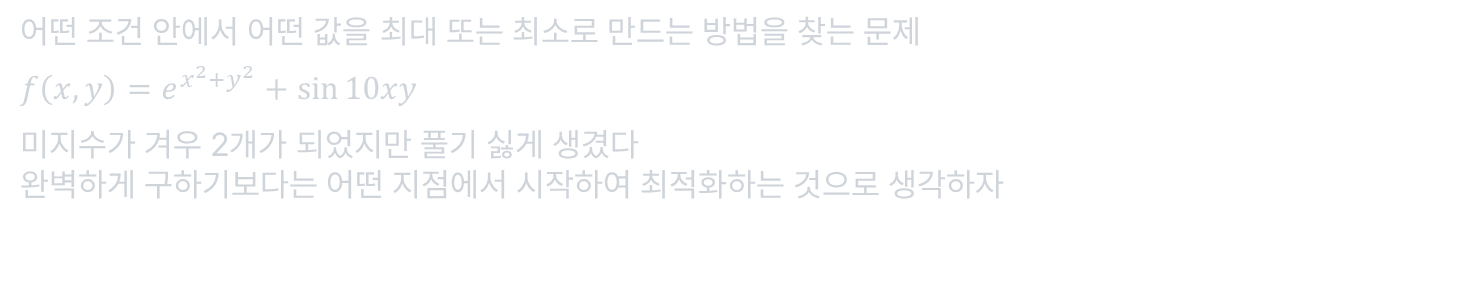 어떤 조건 안에서 어떤 값을 최대 또는 최소로 만드는 방법을 찾는 문제
f(x, y) = e^{x^2+y^2} + sin 10xy
미지수가 겨우 2개가 되었지만 풀기 싫게 생겼다
완벽하게 구하기보다는 어떤 지점에서 시작하여 최적화하는 것으로 생각하자